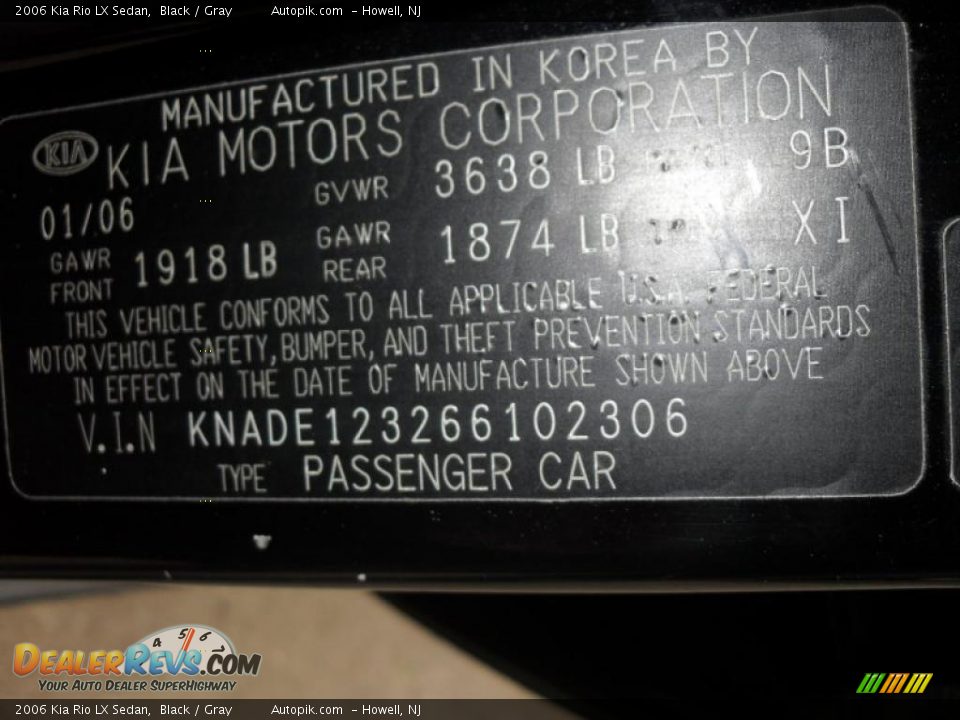 2006 Kia Rio LX Sedan, Black / Gray Autopik.com - Howell, NJ
MANUFACTURED IN KOREA BY
KIA KIA MOTORS CORPORATION
01/06 GVWR 3638 LB 9B
GAWR FRONT 1918 LB GAWR REAR 1874 LB XI
THIS VEHICLE CONFORMS TO ALL APPLICABLE U.S.A. FEDERAL
MOTOR VEHICLE SAFETY, BUMPER, AND THEFT PREVENTION STANDARDS
IN EFFECT ON THE DATE OF MANUFACTURE SHOWN ABOVE
V.I.N KNADE123266102306
TYPE PASSENGER CAR
4 5 6 7
DEALERREVS.COM
YOUR AUTO DEALER SUPERHIGHWAY
2006 Kia Rio LX Sedan, Black / Gray Autopik.com - Howell, NJ